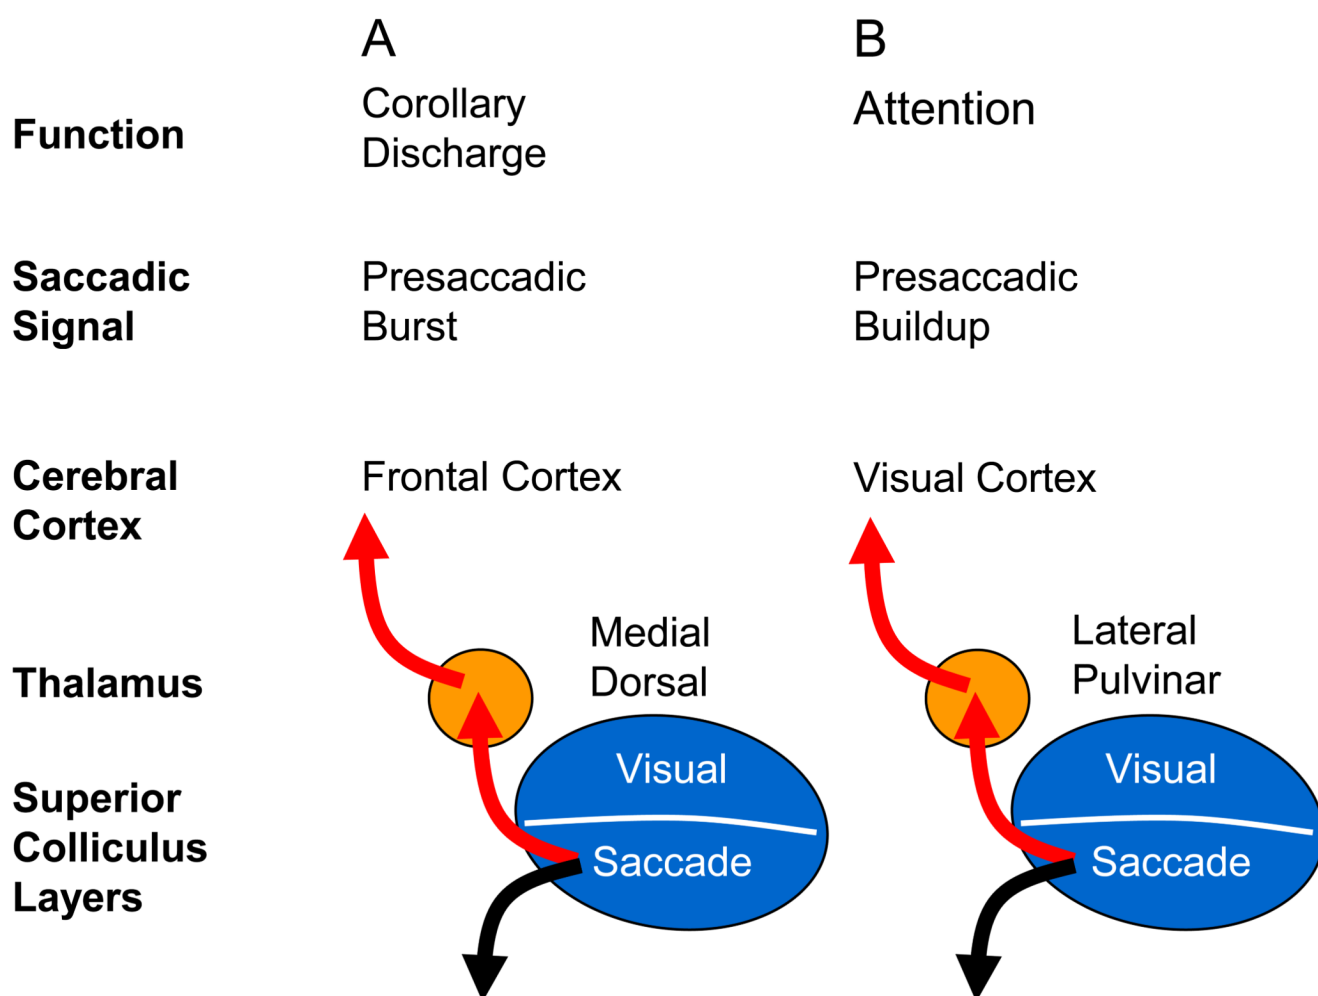 A
B
Function
Corollary
Discharge
Attention
Saccadic
Signal
Presaccadic
Burst
Presaccadic
Buildup
Cerebral
Cortex
Frontal Cortex
Visual Cortex
Thalamus
Medial
Dorsal
Lateral
Pulvinar
Superior
Colliculus
Layers
Visual
Saccade
Visual
Saccade